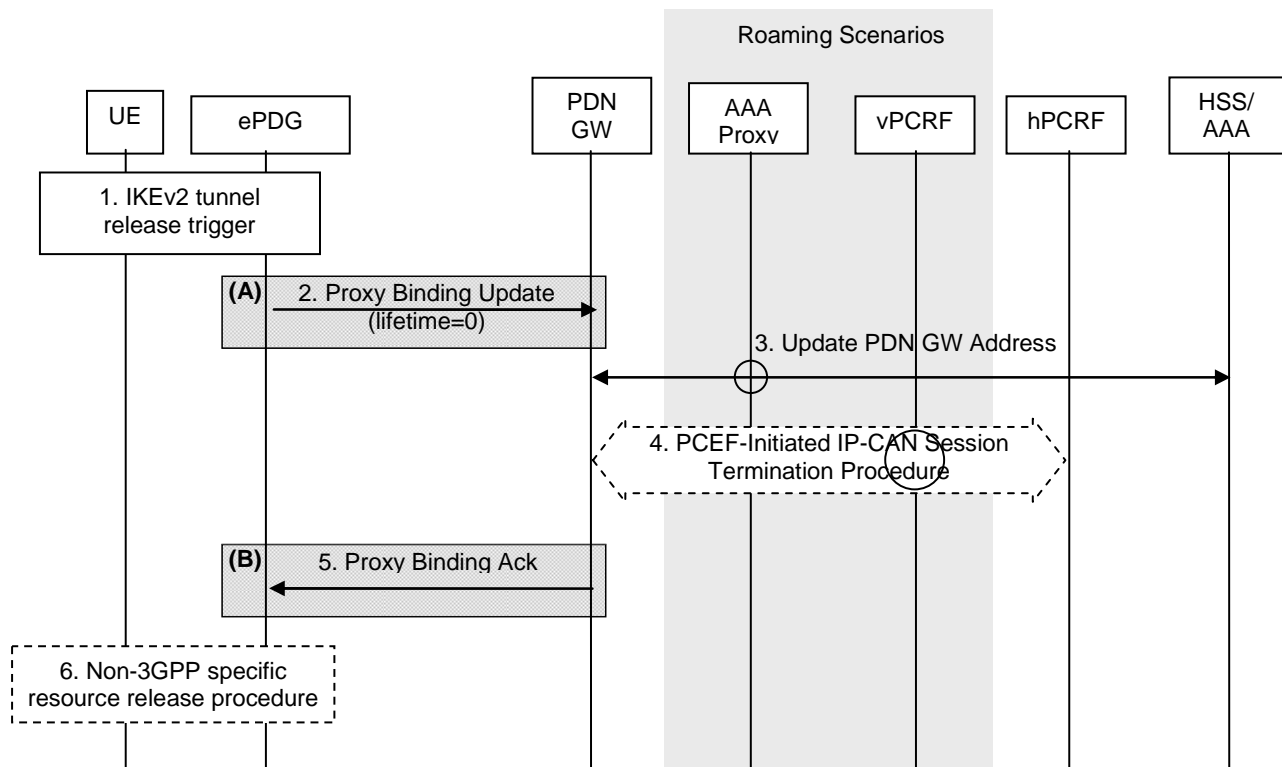 Roaming Scenarios
UE
ePDG
PDN
GW
AAA
Proxy
vPCRF
hPCRF
HSS/
AAA
1. IKEv2 tunnel
release trigger
(A)
2. Proxy Binding Update
(lifetime=0)
3. Update PDN GW Address
4. PCEF-Initiated IP-CAN Session
Termination Procedure
(B)
5. Proxy Binding Ack
6. Non-3GPP specific
resource release procedure